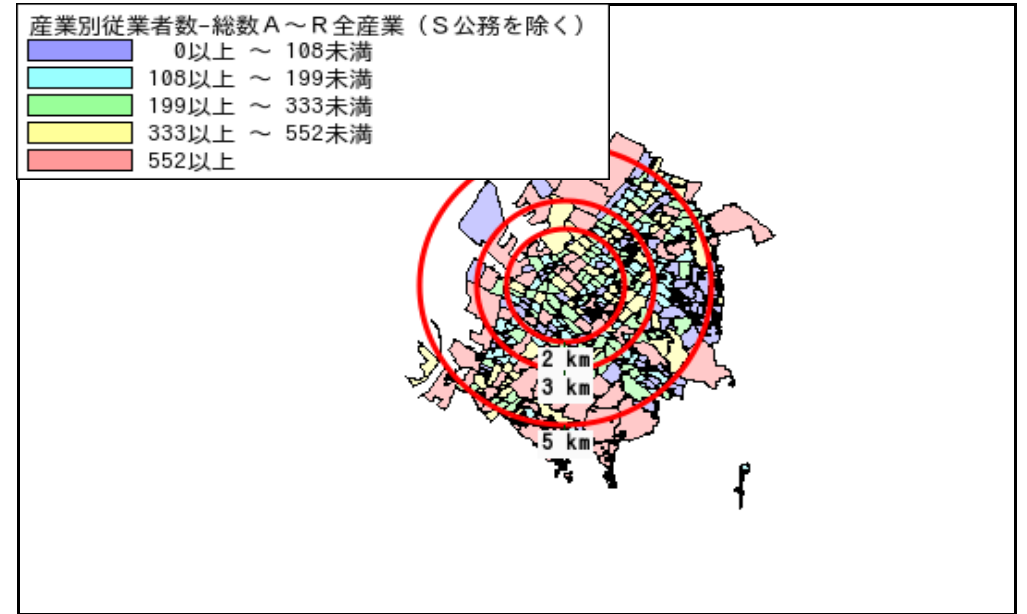 産業別従業者数-総数A～R全産業（S公務を除く）
0以上 ～ 108未満
108以上 ～ 199未満
199以上 ～ 333未満
333以上 ～ 552未満
552以上
2 km
3 km
5 km